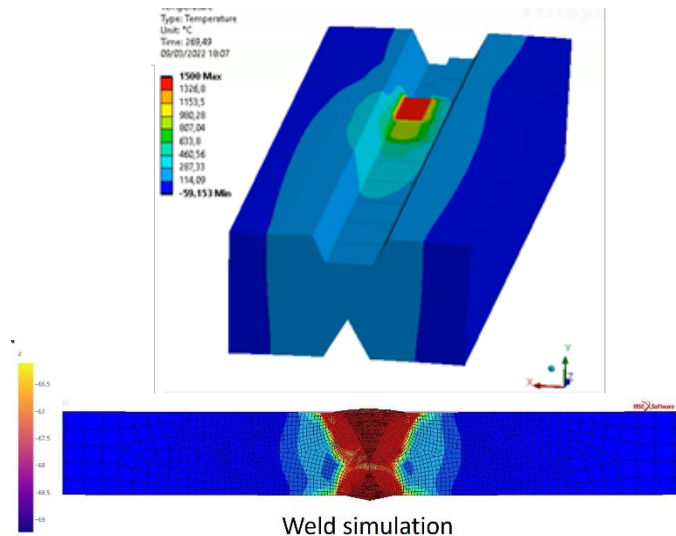 Type: Temperature
Unit: °C
Time: 269,49
09/03/2022 18:07
1500 Max
1326,8
1153,5
980,28
807,04
633,8
460,56
287,33
114,09
-59,153 Min
Y
X
Z
z
-66.5
-67
-67.5
-68
-68.5
-69
MSC Software
Weld simulation